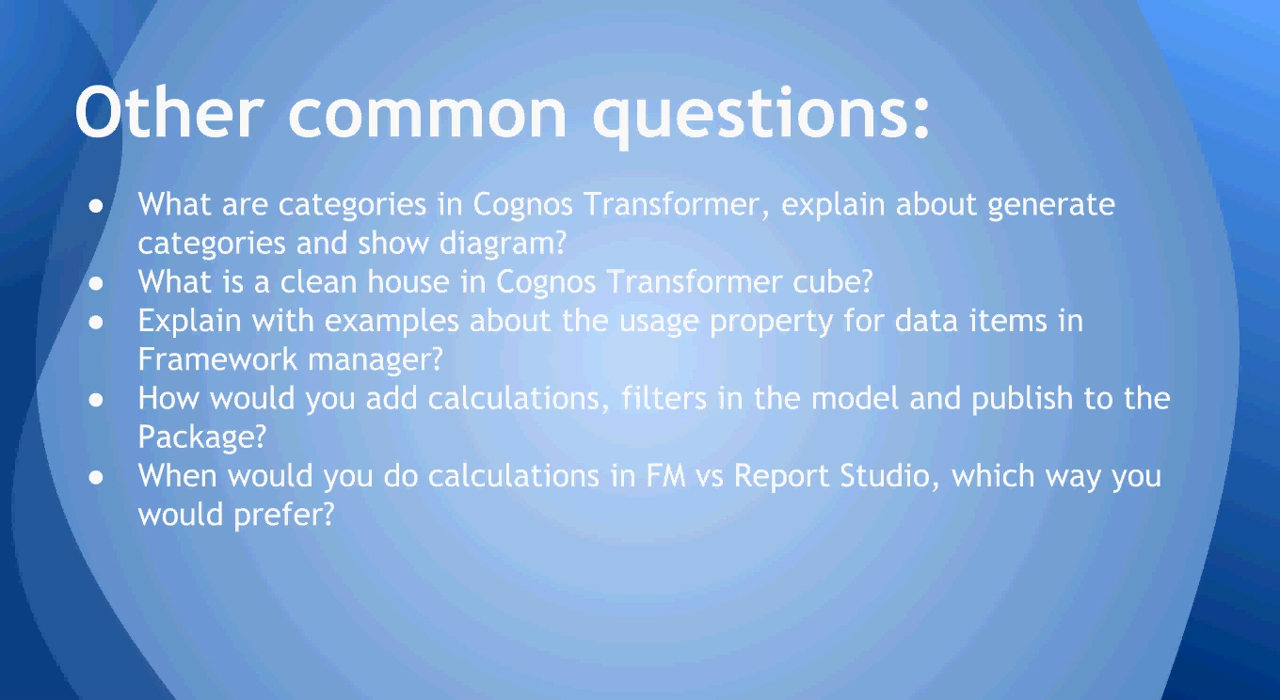 Other common questions:
● What are categories in Cognos Transformer, explain about generate
categories and show diagram?
● What is a clean house in Cognos Transformer cube?
● Explain with examples about the usage property for data items in
Framework manager?
● How would you add calculations, filters in the model and publish to the
Package?
● When would you do calculations in FM vs Report Studio, which way you
would prefer?